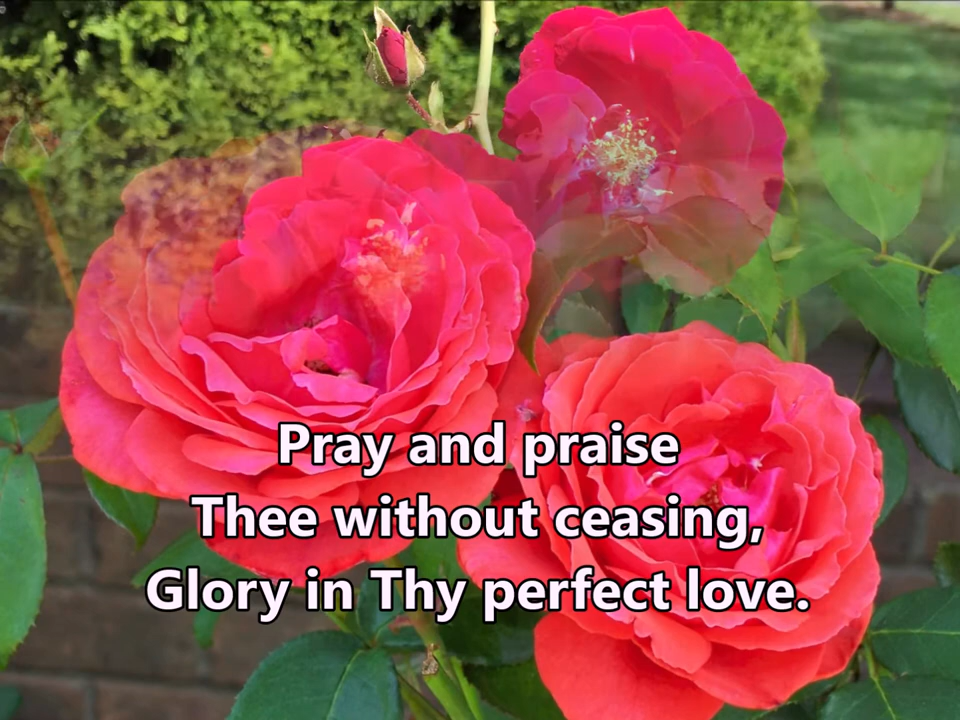 Pray and praise
Thee without ceasing,
Glory in Thy perfect love.